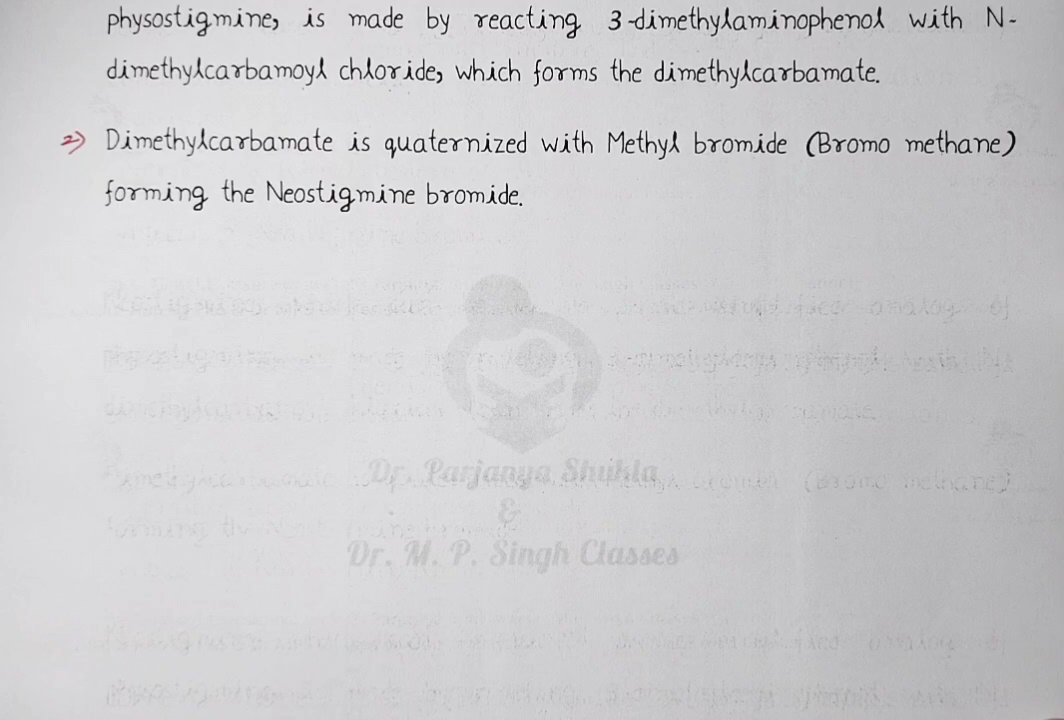 physostigmine, is made by reacting 3-dimethylaminophenol with N-
dimethylcarbamoyl chloride, which forms the dimethylcarbamate.
2) Dimethylcarbamate is quaternized with Methyl bromide (Bromo methane)
forming the Neostigmine bromide.
Dr. Parjanya Shukla
&
Dr. M. P. Singh Classes